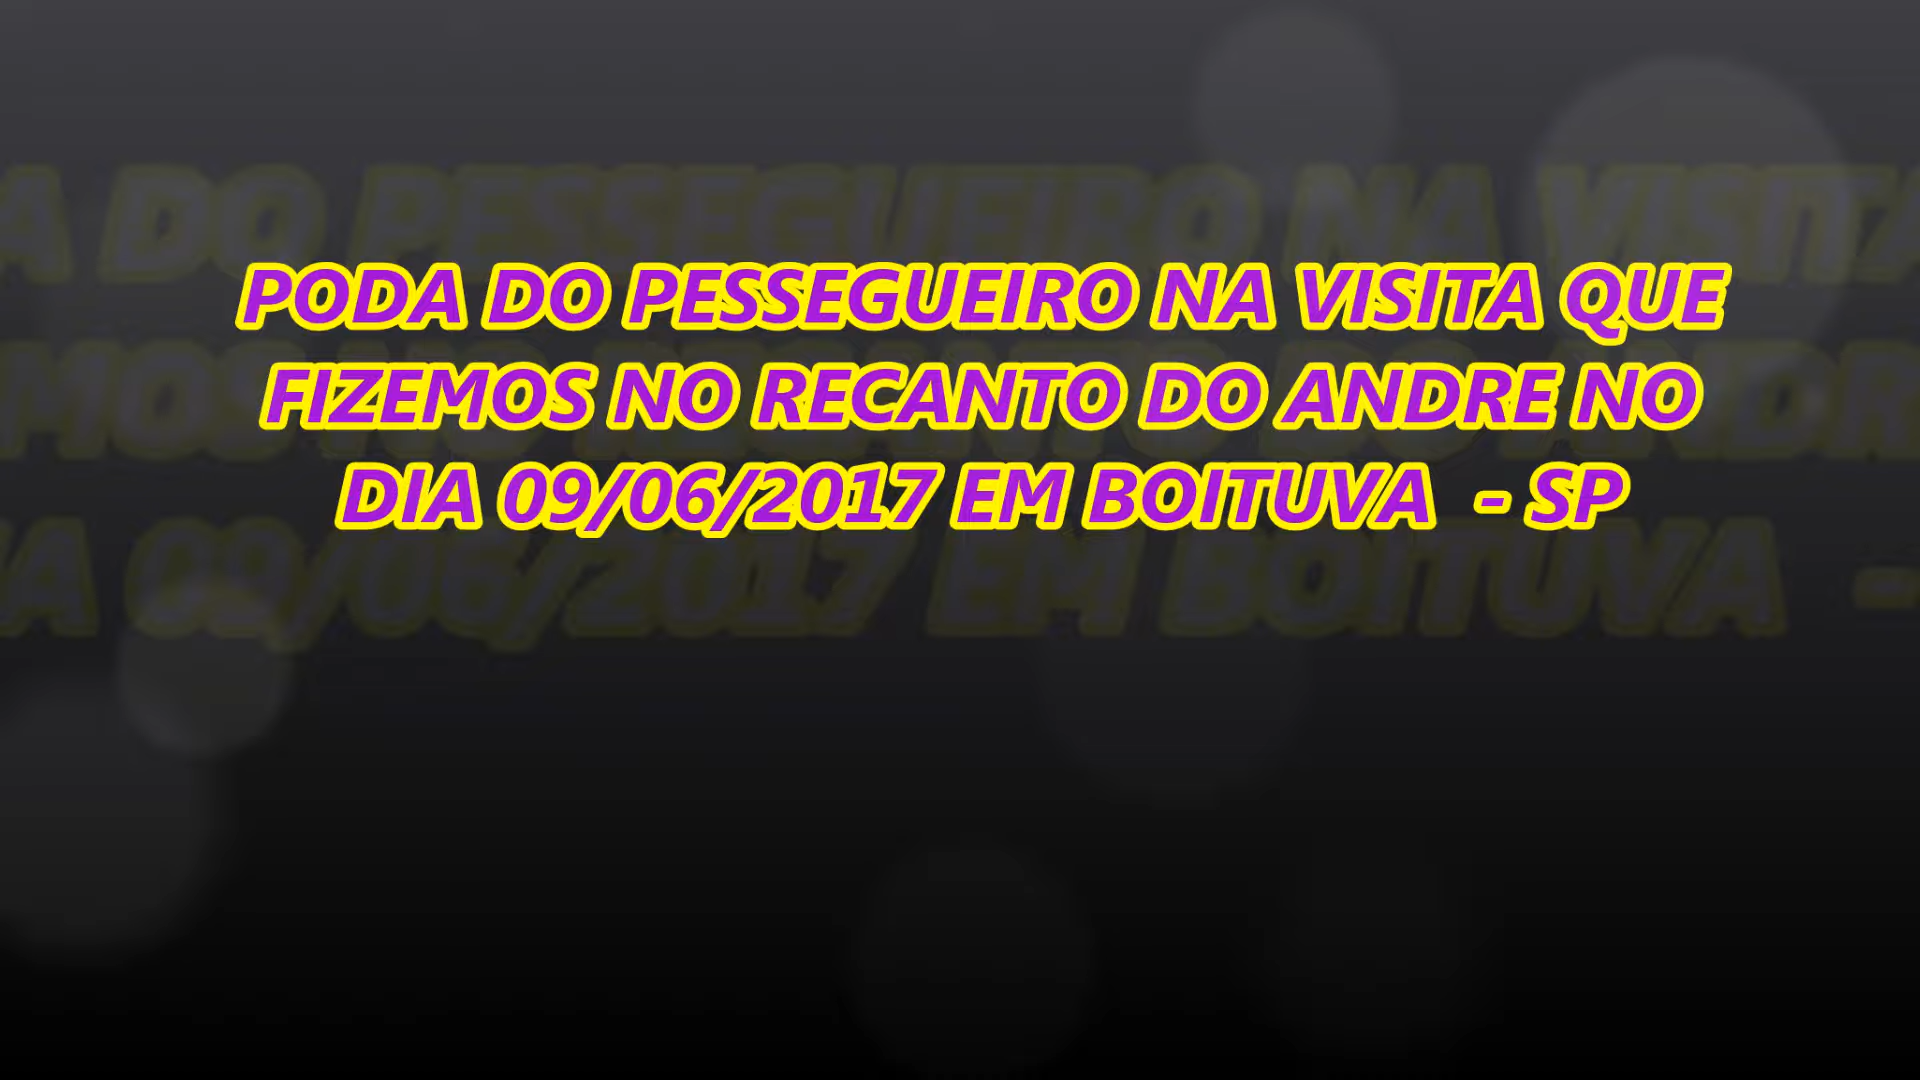 PODA DO PESSEGUEIRO NA VISITA QUE
FIZEMOS NO RECANTO DO ANDRE NO
DIA 09/06/2017 EM BOITUVA - SP